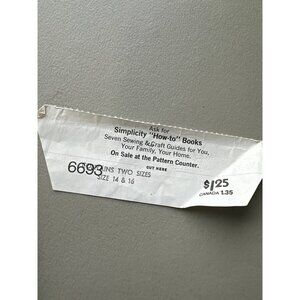 Ask for
Simplicity "How-to" Books
Seven Sewing & Craft Guides for You,
Your Family, Your Home.
On Sale at the Pattern Counter.
CUT HERE
6693 INS TWO SIZES
SIZE 14 & 16
$1.25
CANADA 1.35